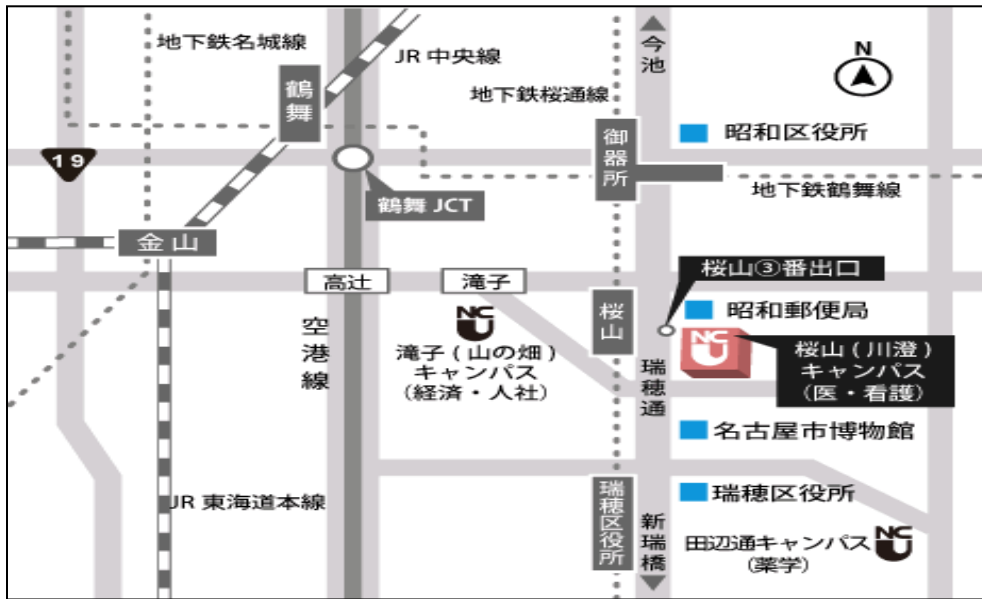 地下鉄名城線
JR 中央線
今池
N
鶴舞
地下鉄桜通線
御器所
昭和区役所
19
地下鉄鶴舞線
鶴舞 JCT
金山
桜山③番出口
高辻
滝子
昭和郵便局
空港線
NCU
滝子 ( 山の畑 )
キャンパス
（経済・人社）
桜山
NCU
桜山 ( 川澄 )
キャンパス
（医・看護）
瑞穂通
名古屋市博物館
JR 東海道本線
瑞穂区役所
瑞穂区役所
新瑞橋
田辺通キャンパス
（薬学）
NCU